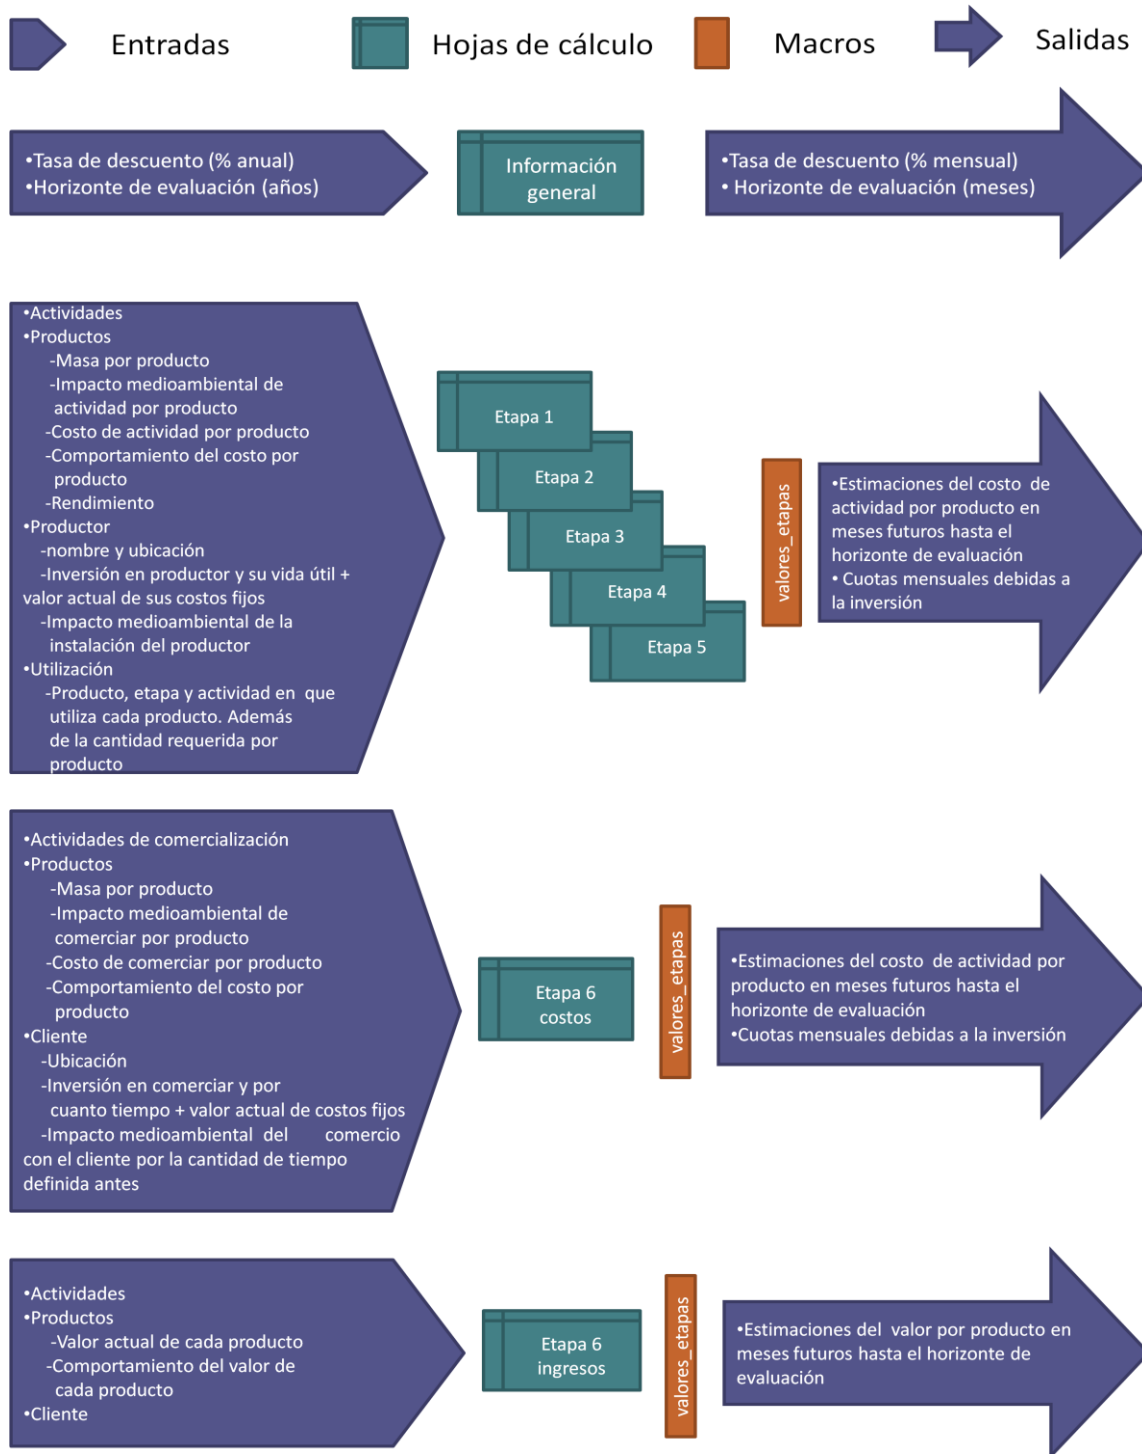 Entradas
Hojas de cálculo
Macros
Salidas
•Tasa de descuento (% anual)
•Horizonte de evaluación (años)
Información
general
•Tasa de descuento (% mensual)
• Horizonte de evaluación (meses)
•Actividades
•Productos
-Masa por producto
-Impacto medioambiental de
actividad por producto
-Costo de actividad por producto
-Comportamiento del costo por
producto
-Rendimiento
•Productor
-nombre y ubicación
-Inversión en productor y su vida útil +
valor actual de sus costos fijos
-Impacto medioambiental de la
instalación del productor
•Utilización
-Producto, etapa y actividad en que
utiliza cada producto. Además
de la cantidad requerida por
producto
Etapa 1
Etapa 2
Etapa 3
Etapa 4
Etapa 5
valores_etapas
•Estimaciones del costo de
actividad por producto en
meses futuros hasta el
horizonte de evaluación
• Cuotas mensuales debidas a
la inversión
•Actividades de comercialización
•Productos
-Masa por producto
-Impacto medioambiental de
comerciar por producto
-Costo de comerciar por producto
-Comportamiento del costo por
producto
•Cliente
-Ubicación
-Inversión en comerciar y por
cuanto tiempo + valor actual de costos fijos
-Impacto medioambiental del comercio
con el cliente por la cantidad de tiempo
definida antes
Etapa 6
costos
valores_etapas
•Estimaciones del costo de actividad por
producto en meses futuros hasta el
horizonte de evaluación
•Cuotas mensuales debidas a la inversión
•Actividades
•Productos
-Valor actual de cada producto
-Comportamiento del valor de
cada producto
•Cliente
Etapa 6
ingresos
valores_etapas
•Estimaciones del valor por producto en
meses futuros hasta el horizonte de
evaluación